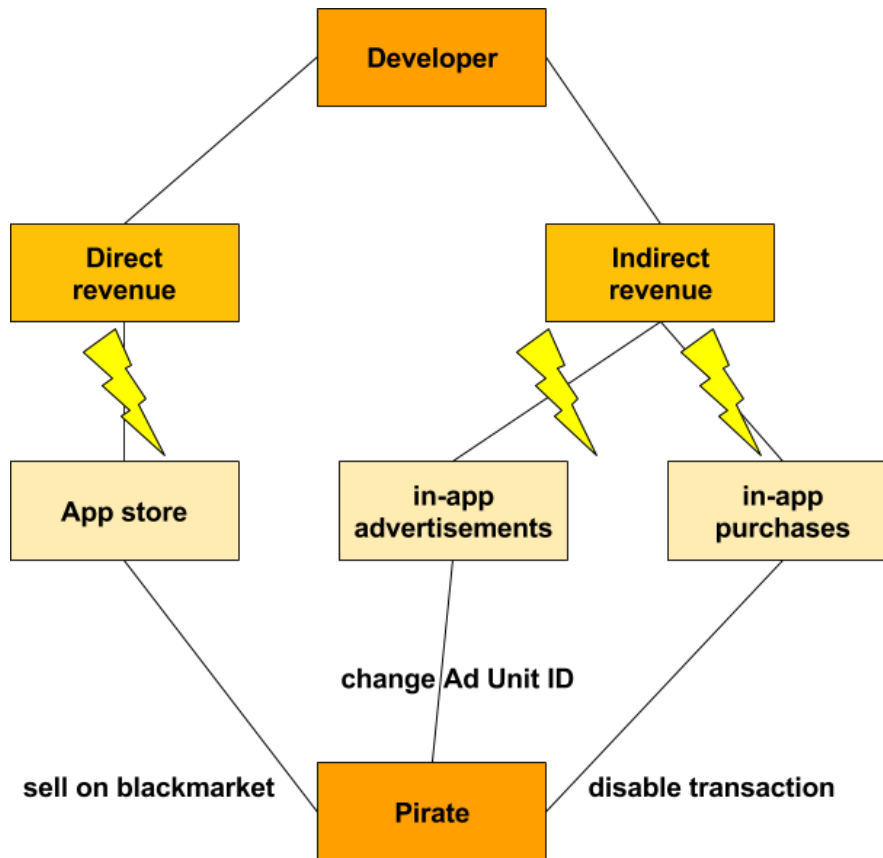 Developer
Direct
revenue
Indirect
revenue
App store
in-app
advertisements
in-app
purchases
change Ad Unit ID
sell on blackmarket
disable transaction
Pirate